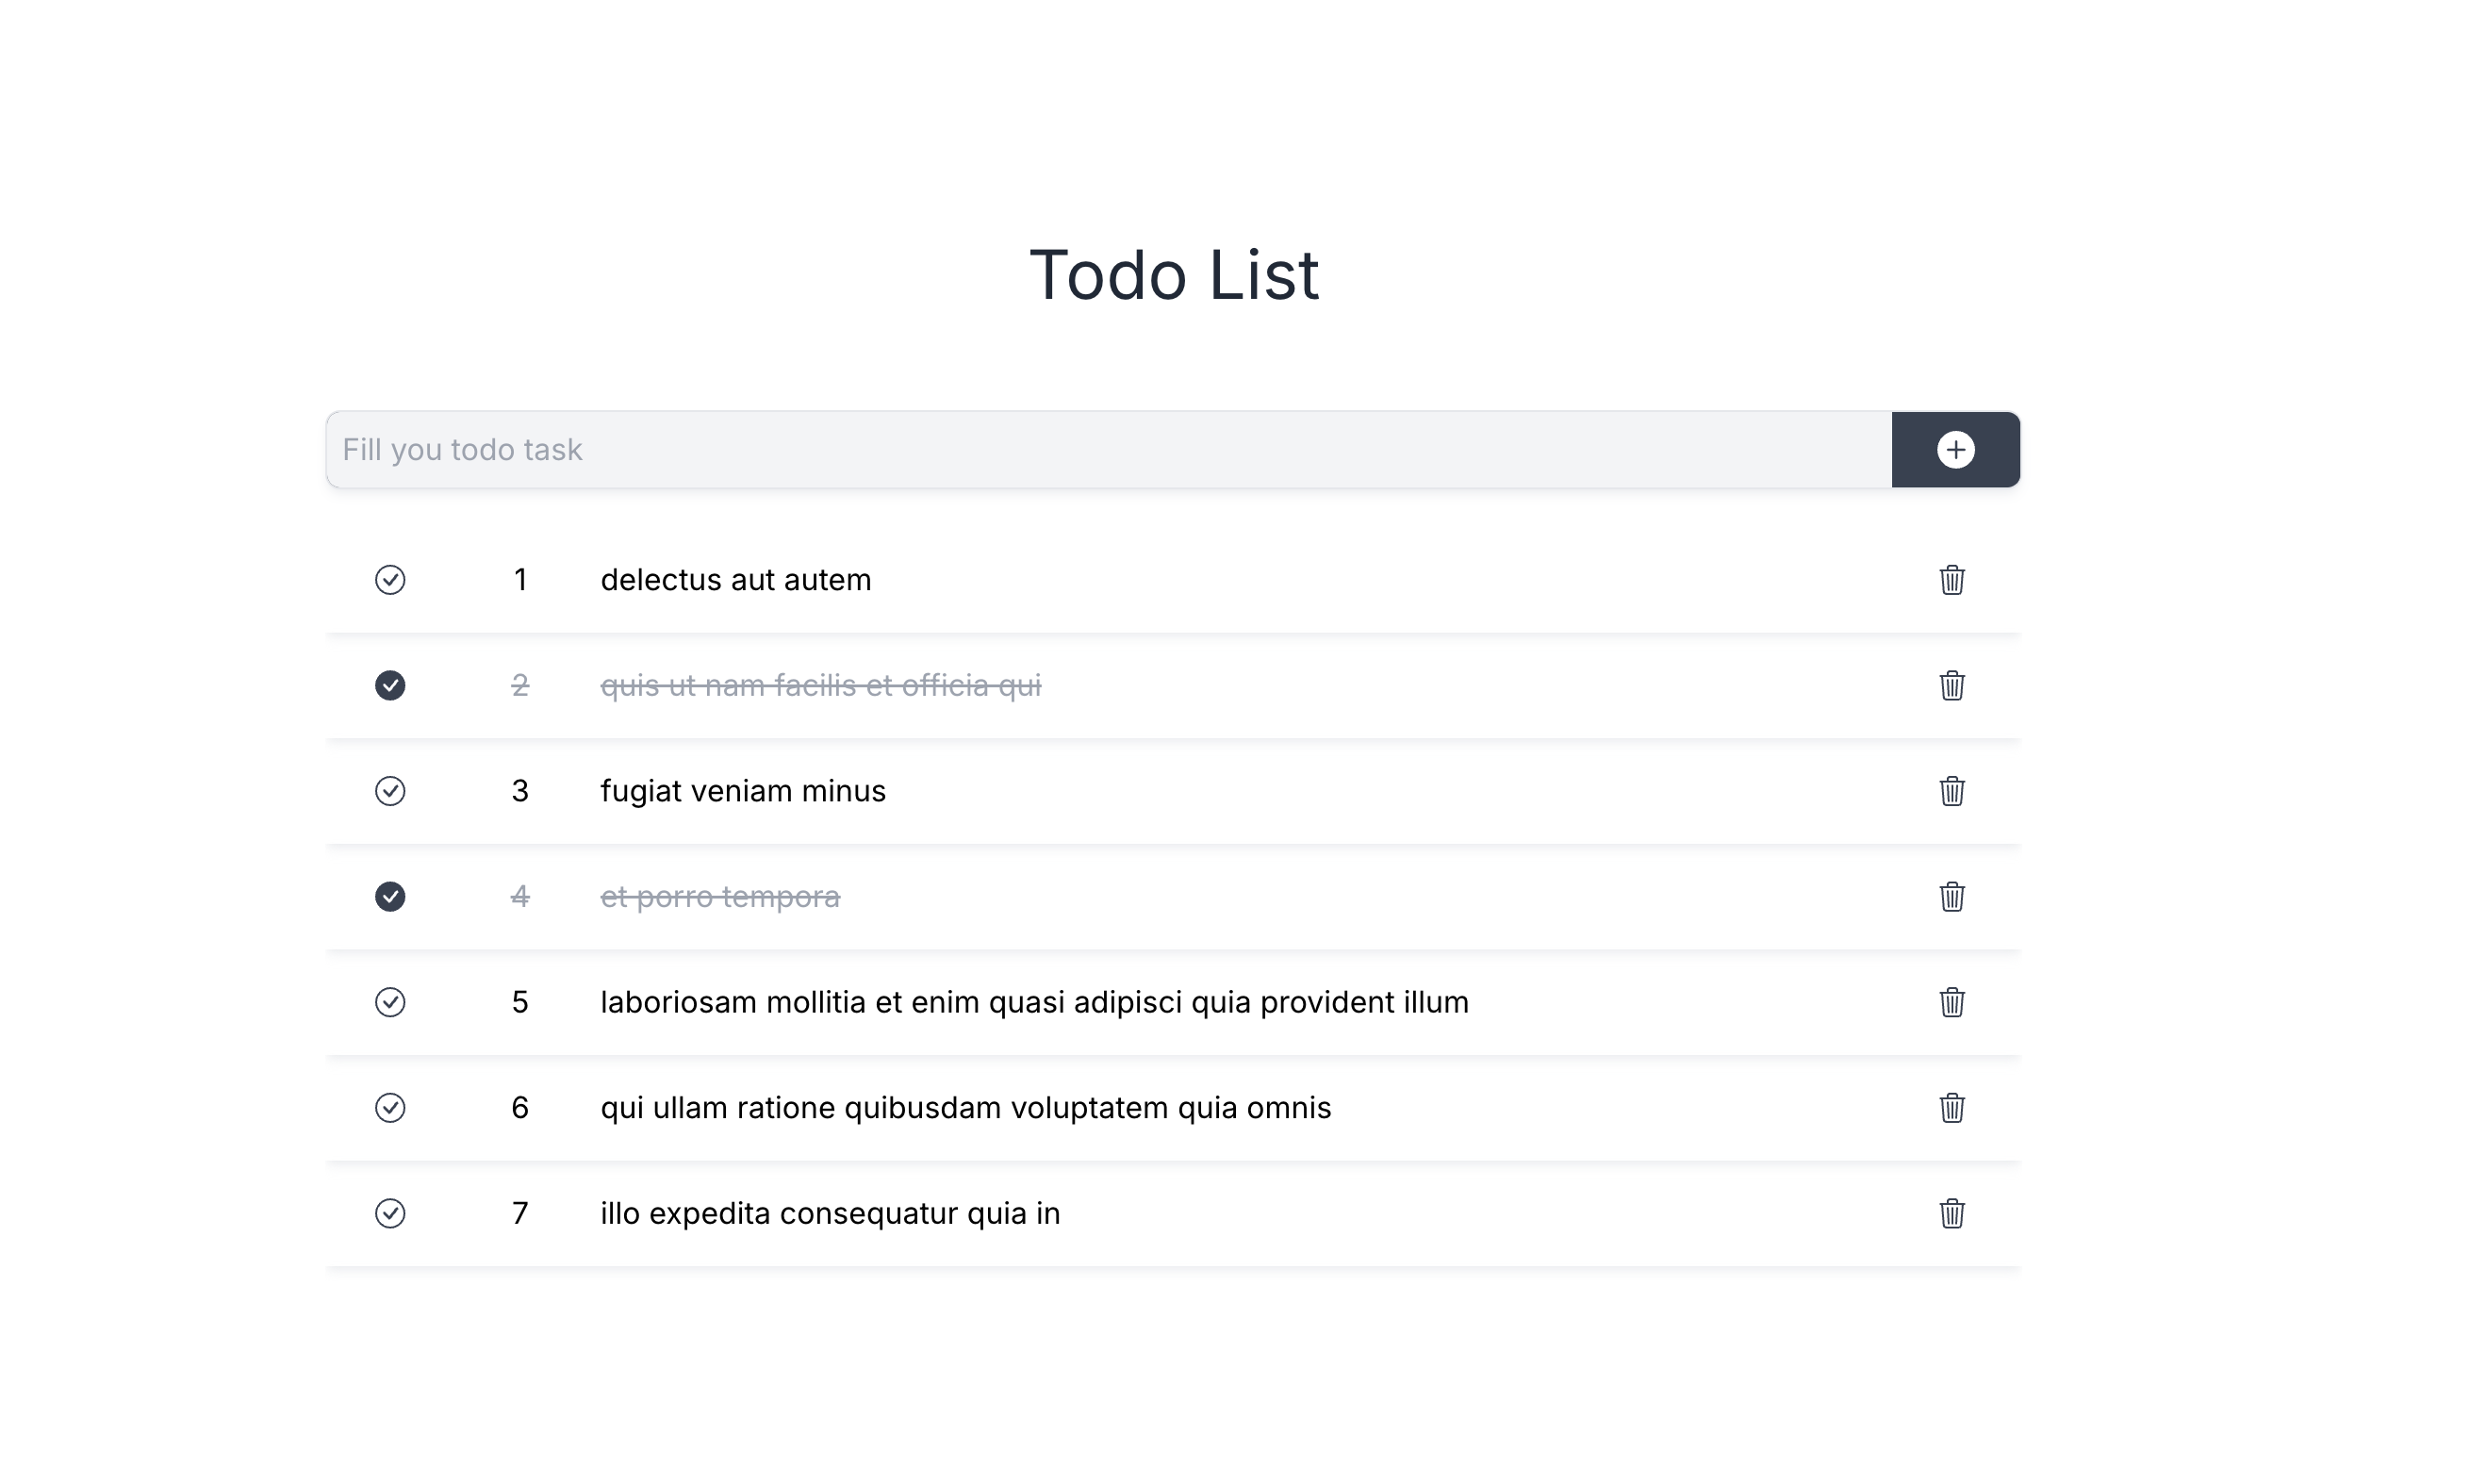 Todo List
Fill you todo task
1 delectus aut autem
2 quis ut nam facilis et officia qui
3 fugiat veniam minus
4 et porro tempora
5 laboriosam mollitia et enim quasi adipisci quia provident illum
6 qui ullam ratione quibusdam voluptatem quia omnis
7 illo expedita consequatur quia in